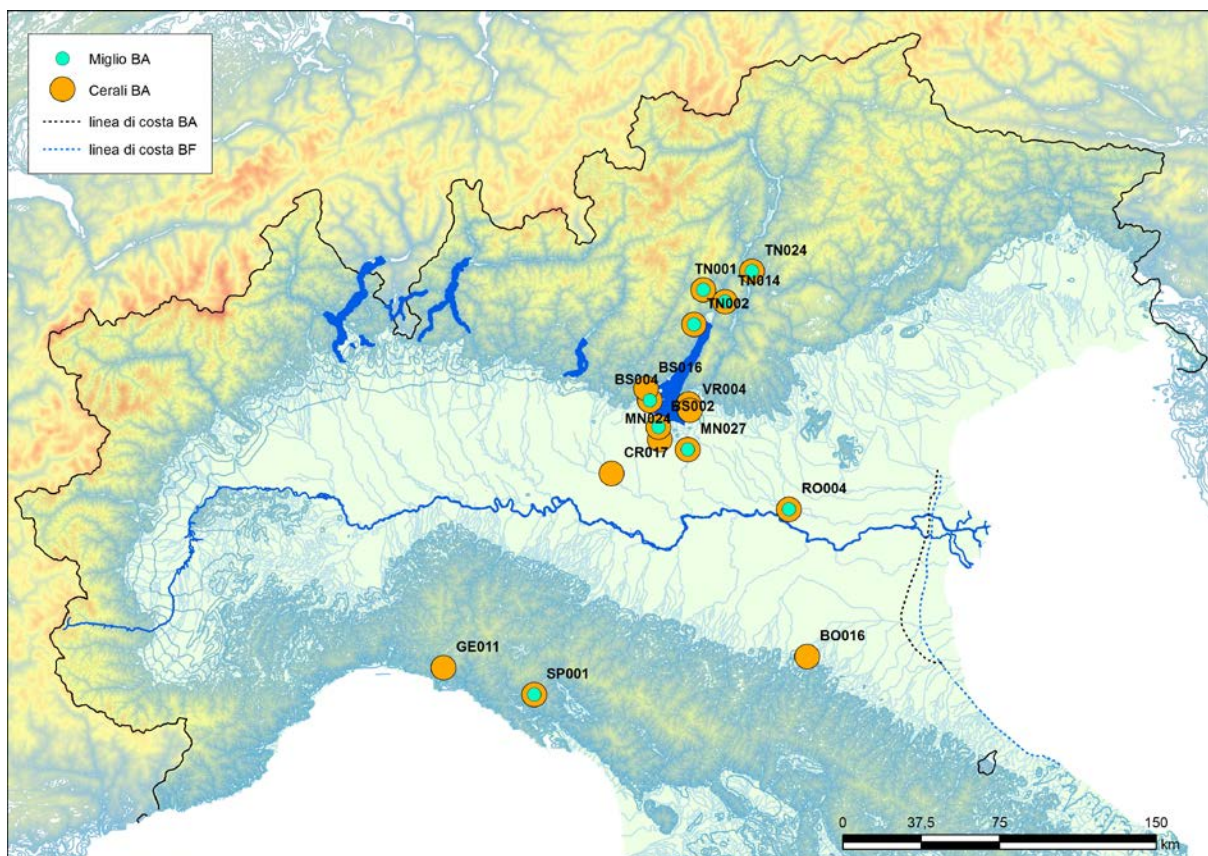 Miglio BA
Cerali BA
linea di costa BA
linea di costa BF
TN024
TN001
TN014
TN002
BS016
BS004
VR004
BS002
MN024
MN027
CR017
RO004
BO016
GE011
SP001
0 37,5 75 150
km